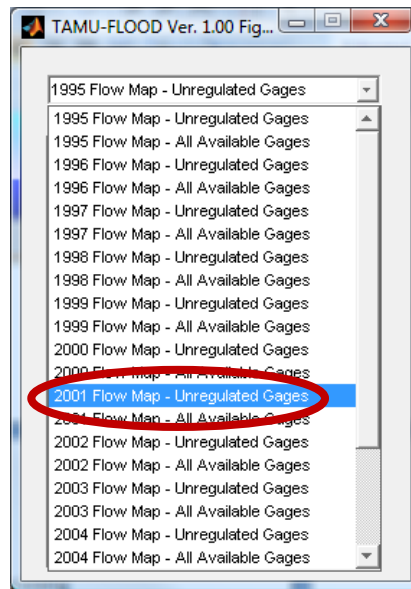 TAMU-FLOOD Ver. 1.00 Fig...
1995 Flow Map - Unregulated Gages
1995 Flow Map - Unregulated Gages
1995 Flow Map - All Available Gages
1996 Flow Map - Unregulated Gages
1996 Flow Map - All Available Gages
1997 Flow Map - Unregulated Gages
1997 Flow Map - All Available Gages
1998 Flow Map - Unregulated Gages
1998 Flow Map - All Available Gages
1999 Flow Map - Unregulated Gages
1999 Flow Map - All Available Gages
2000 Flow Map - Unregulated Gages
2000 Flow Map - All Available Gages
2001 Flow Map - Unregulated Gages
2001 Flow Map - All Available Gages
2002 Flow Map - Unregulated Gages
2002 Flow Map - All Available Gages
2003 Flow Map - Unregulated Gages
2003 Flow Map - All Available Gages
2004 Flow Map - Unregulated Gages
2004 Flow Map - All Available Gages